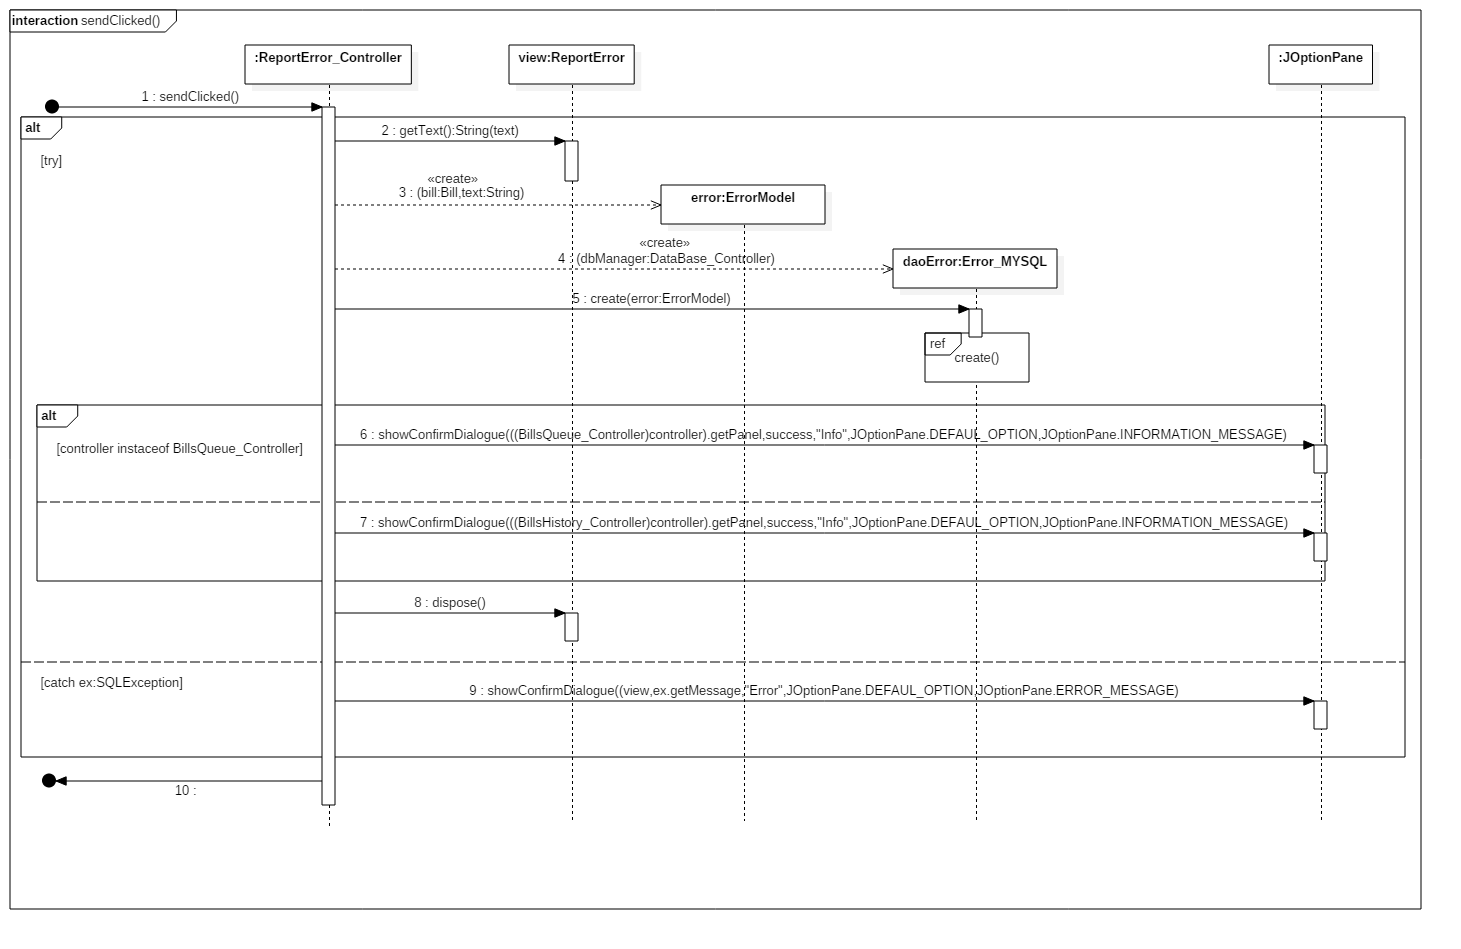 interaction sendClicked()
:ReportError_Controller
view:ReportError
:JOptionPane
1 : sendClicked()
alt
[try]
2 : getText():String(text)
«create»
3 : (bill:Bill,text:String)
error:ErrorModel
«create»
4 : (dbManager:DataBase_Controller)
daoError:Error_MYSQL
5 : create(error:ErrorModel)
ref
create()
alt
[controller instaceof BillsQueue_Controller]
6 : showConfirmDialogue(((BillsQueue_Controller)controller).getPanel,success,"Info",JOptionPane.DEFAUL_OPTION,JOptionPane.INFORMATION_MESSAGE)
7 : showConfirmDialogue(((BillsHistory_Controller)controller).getPanel,success,"Info",JOptionPane.DEFAUL_OPTION,JOptionPane.INFORMATION_MESSAGE)
8 : dispose()
[catch ex:SQLException]
9 : showConfirmDialogue((view,ex.getMessage,"Error",JOptionPane.DEFAUL_OPTION,JOptionPane.ERROR_MESSAGE)
10 :